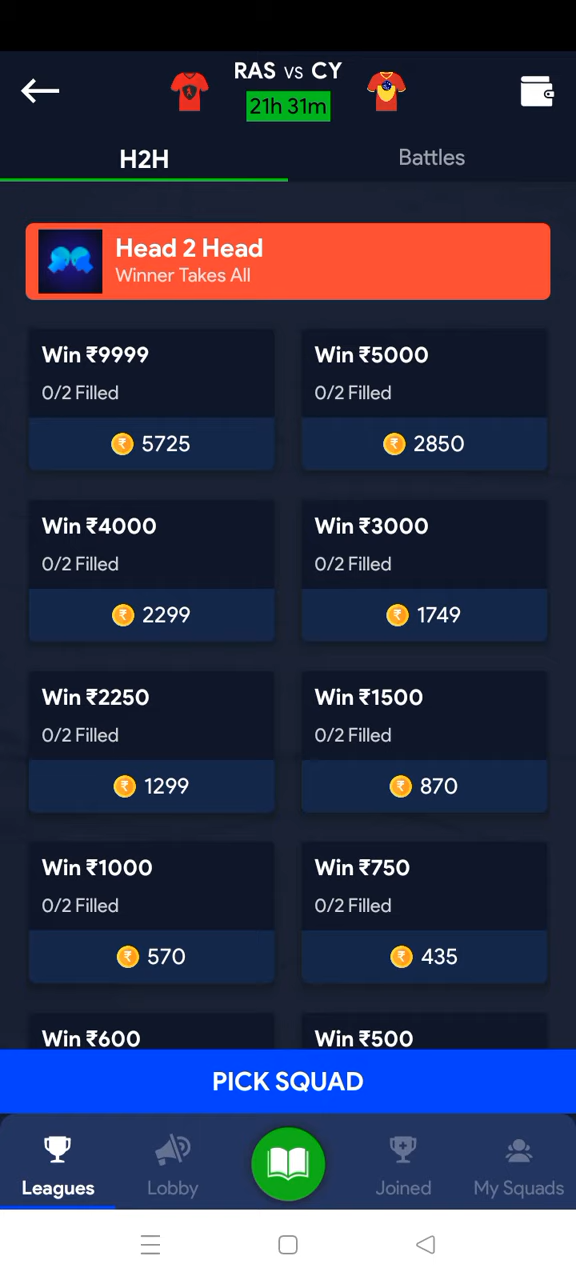 RAS vs CY
21h 31m
H2H
Battles
Head 2 Head
Winner Takes All
Win ₹9999
0/2 Filled
₹ 5725
Win ₹5000
0/2 Filled
₹ 2850
Win ₹4000
0/2 Filled
₹ 2299
Win ₹3000
0/2 Filled
₹ 1749
Win ₹2250
0/2 Filled
₹ 1299
Win ₹1500
0/2 Filled
₹ 870
Win ₹1000
0/2 Filled
₹ 570
Win ₹750
0/2 Filled
₹ 435
Win ₹600
Win ₹500
PICK SQUAD
Leagues
Lobby
Joined
My Squads